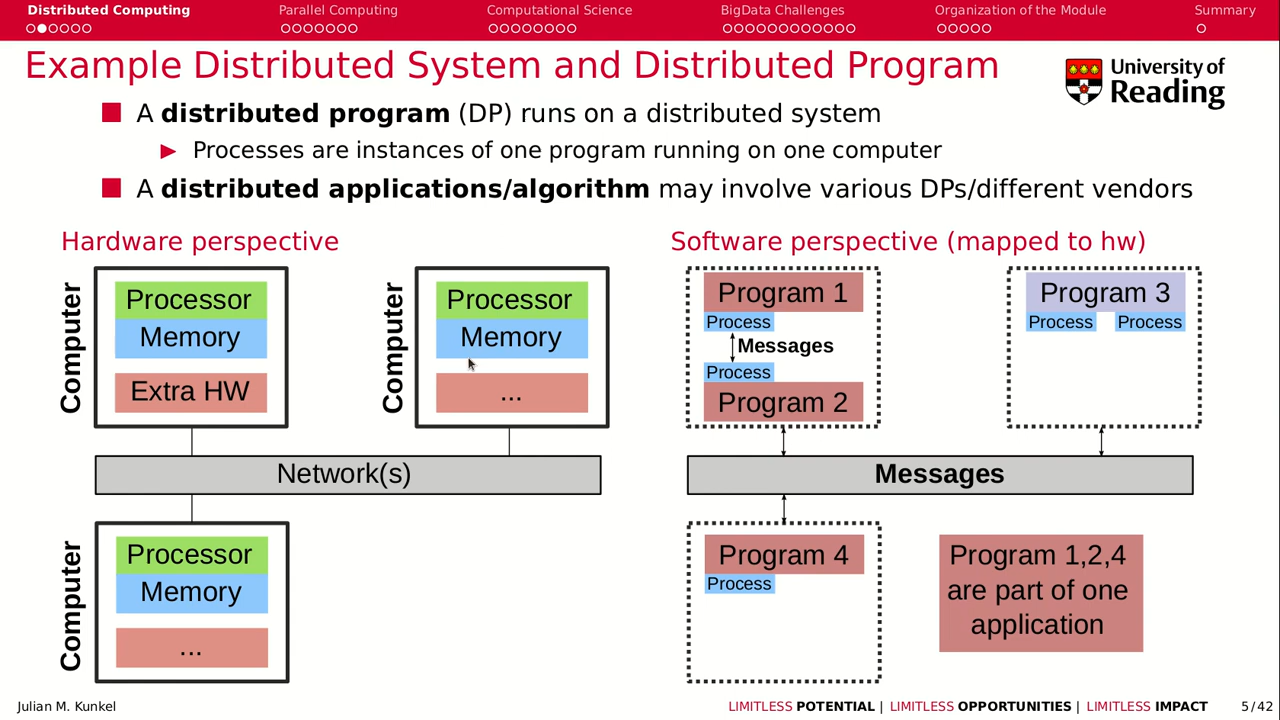 Distributed Computing Parallel Computing Computational Science BigData Challenges Organization of the Module Summary
Example Distributed System and Distributed Program
University of
Reading
A distributed program (DP) runs on a distributed system
Processes are instances of one program running on one computer
A distributed applications/algorithm may involve various DPs/different vendors
Hardware perspective
Computer
Processor
Memory
Extra HW
Computer
Processor
Memory
...
Network(s)
Computer
Processor
Memory
...
Software perspective (mapped to hw)
Program 1
Process
Messages
Process
Program 2
Program 3
Process Process
Messages
Program 4
Process
Program 1,2,4
are part of one
application
Julian M. Kunkel
LIMITLESS POTENTIAL | LIMITLESS OPPORTUNITIES | LIMITLESS IMPACT
5/42